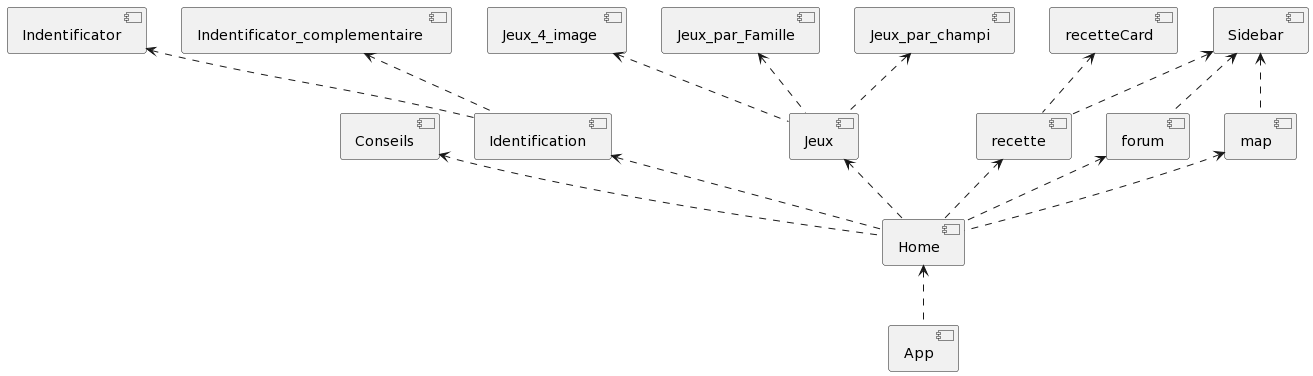 Indentificator
Indentificator_complementaire
Jeux_4_image
Jeux_par_Famille
Jeux_par_champi
recetteCard
Sidebar
Conseils
Identification
Jeux
recette
forum
map
Home
App